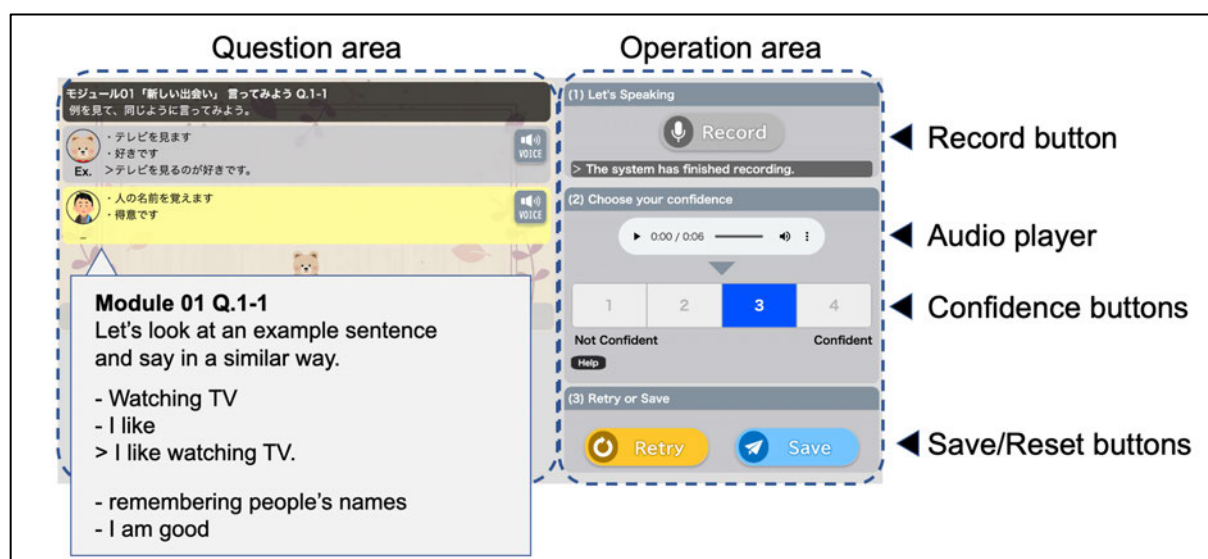 Question area
Operation area
モジュール01 「新しい出会い」 言ってみよう Q.1-1
例を見て、同じように言ってみよう。
・テレビを見ます
・好きです
Ex. >テレビを見るのが好きです。
VOICE
・人の名前を覚えます
・得意です
VOICE
_
Module 01 Q.1-1
Let's look at an example sentence
and say in a similar way.
- Watching TV
- I like
> I like watching TV.
- remembering people's names
- I am good
(1) Let's Speaking
Record
> The system has finished recording.
(2) Choose your confidence
0:00 / 0:06
1 2 3 4
Not Confident Confident
Help
(3) Retry or Save
Retry Save
Record button
Audio player
Confidence buttons
Save/Reset buttons